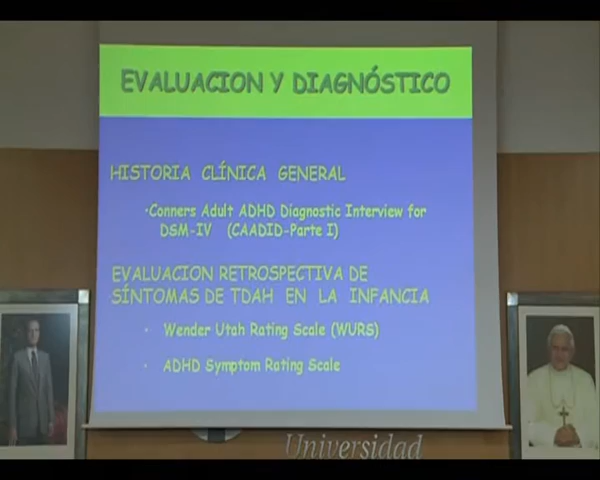 EVALUACION Y DIAGNÓSTICO
HISTORIA CLÍNICA GENERAL
•Conners Adult ADHD Diagnostic Interview for
DSM-IV (CAADID-Parte I)
EVALUACION RETROSPECTIVA DE
SÍNTOMAS DE TDAH EN LA INFANCIA
• Wender Utah Rating Scale (WURS)
• ADHD Symptom Rating Scale
Universidad